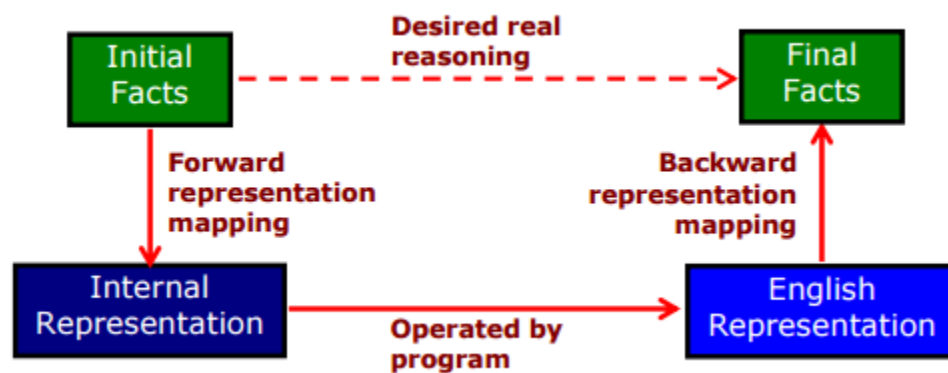 Initial
Facts
Desired real
reasoning
Final
Facts
Forward
representation
mapping
Backward
representation
mapping
Internal
Representation
Operated by
program
English
Representation